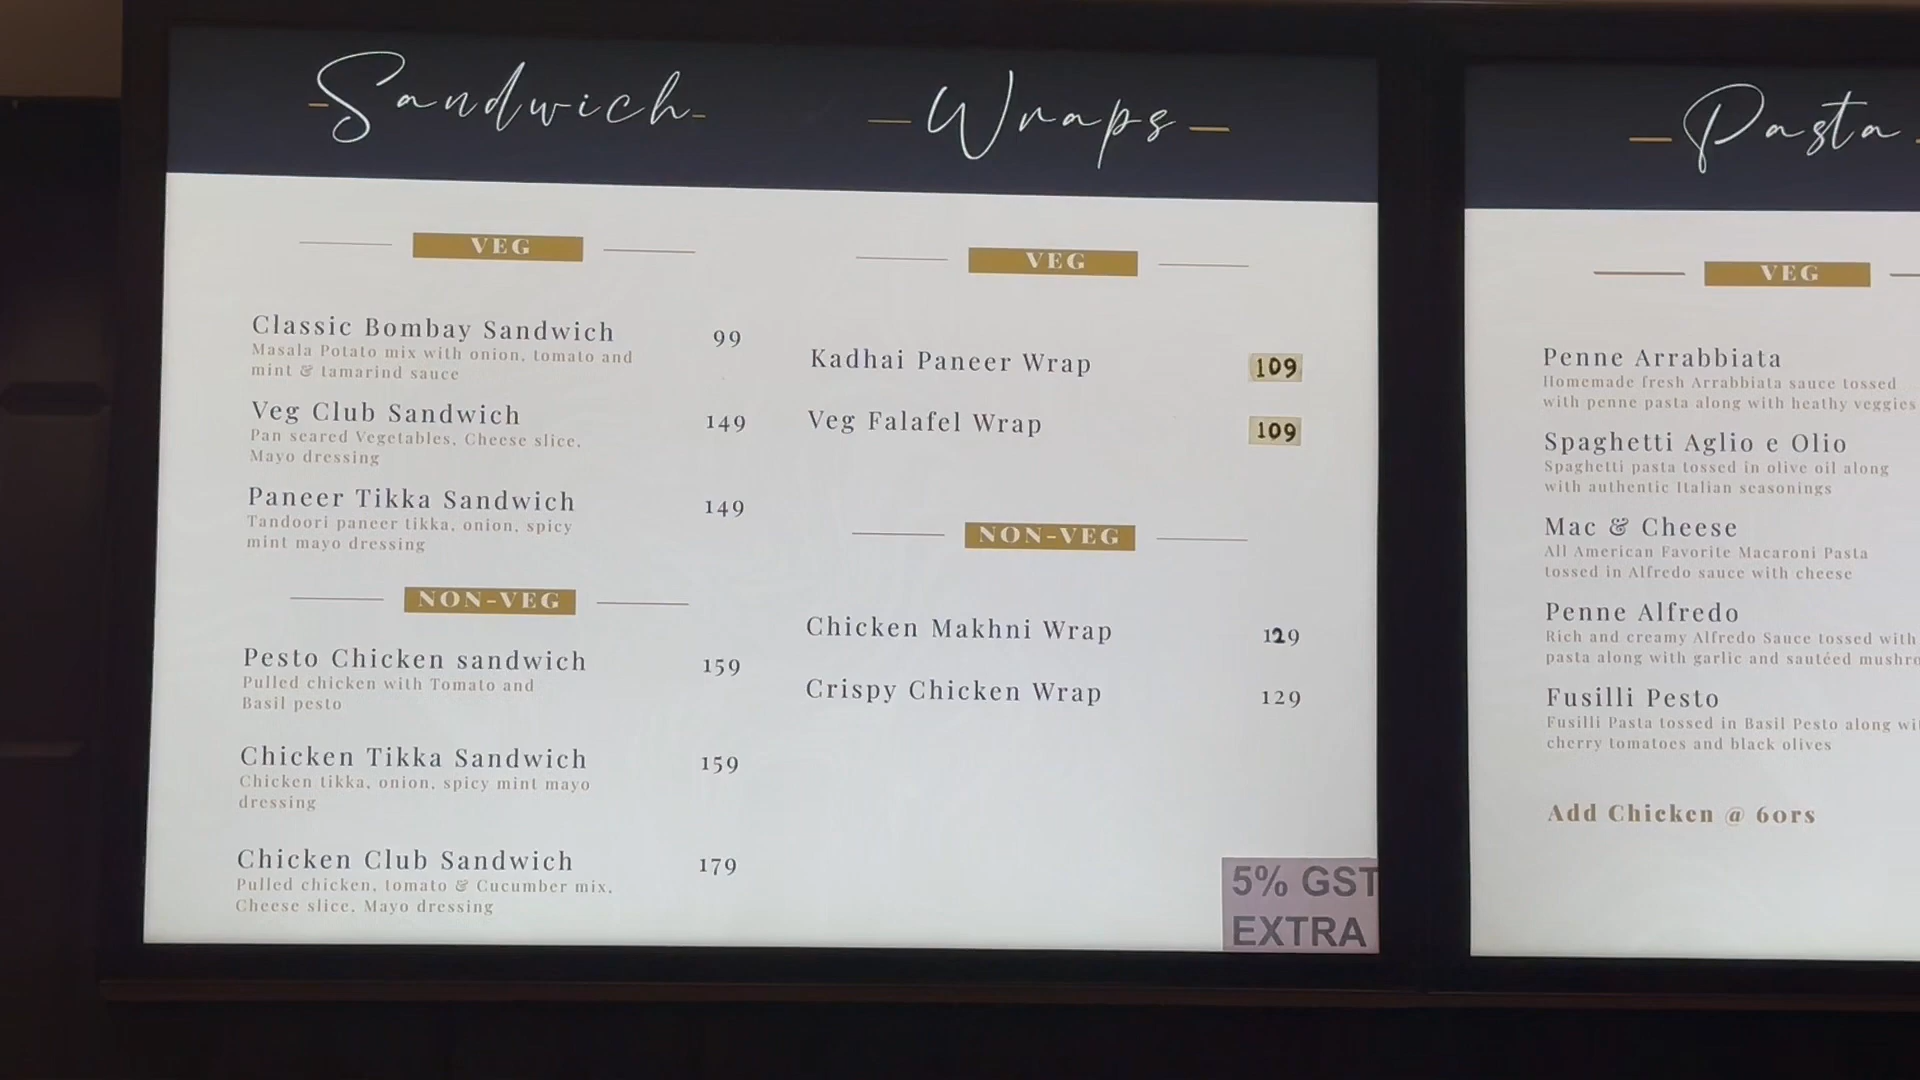 Sandwich
VEG
Classic Bombay Sandwich 99
Masala Potato mix with onion, tomato and
mint & tamarind sauce
Veg Club Sandwich 149
Pan seared Vegetables, Cheese slice,
Mayo dressing
Paneer Tikka Sandwich 149
Tandoori paneer tikka, onion, spicy
mint mayo dressing
NON-VEG
Pesto Chicken sandwich 159
Pulled chicken with Tomato and
Basil pesto
Chicken Tikka Sandwich 159
Chicken tikka, onion, spicy mint mayo
dressing
Chicken Club Sandwich 179
Pulled chicken, tomato & Cucumber mix,
Cheese slice, Mayo dressing
Wraps
VEG
Kadhai Paneer Wrap 109
Veg Falafel Wrap 109
NON-VEG
Chicken Makhni Wrap 129
Crispy Chicken Wrap 129
5% GST
EXTRA
Pasta
VEG
Penne Arrabbiata
Homemade fresh Arrabbiata sauce tossed
with penne pasta along with heathy veggies
Spaghetti Aglio e Olio
Spaghetti pasta tossed in olive oil along
with authentic Italian seasonings
Mac & Cheese
All American Favorite Macaroni Pasta
tossed in Alfredo sauce with cheese
Penne Alfredo
Rich and creamy Alfredo Sauce tossed with
pasta along with garlic and sautéed
Fusilli Pesto
Fusilli Pasta tossed in Basil Pesto along
cherry tomatoes and black olives
Add Chicken @ 60rs